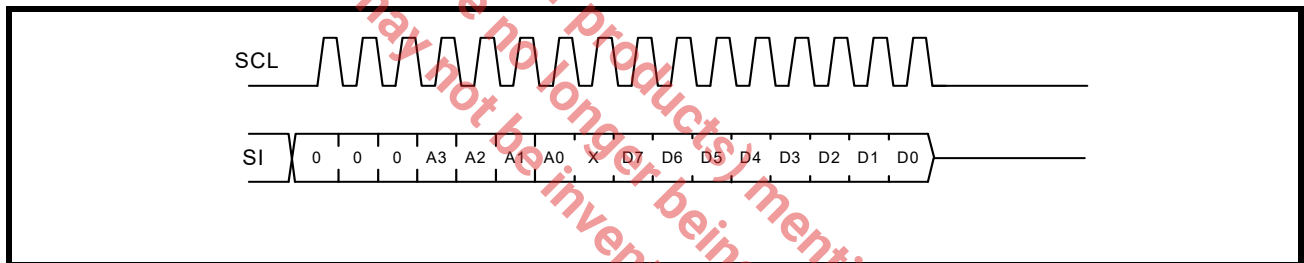 SCL
SI 0 0 0 A3 A2 A1 A0 X D7 D6 D5 D4 D3 D2 D1 D0
products) menti
e no longer being
may not be inven